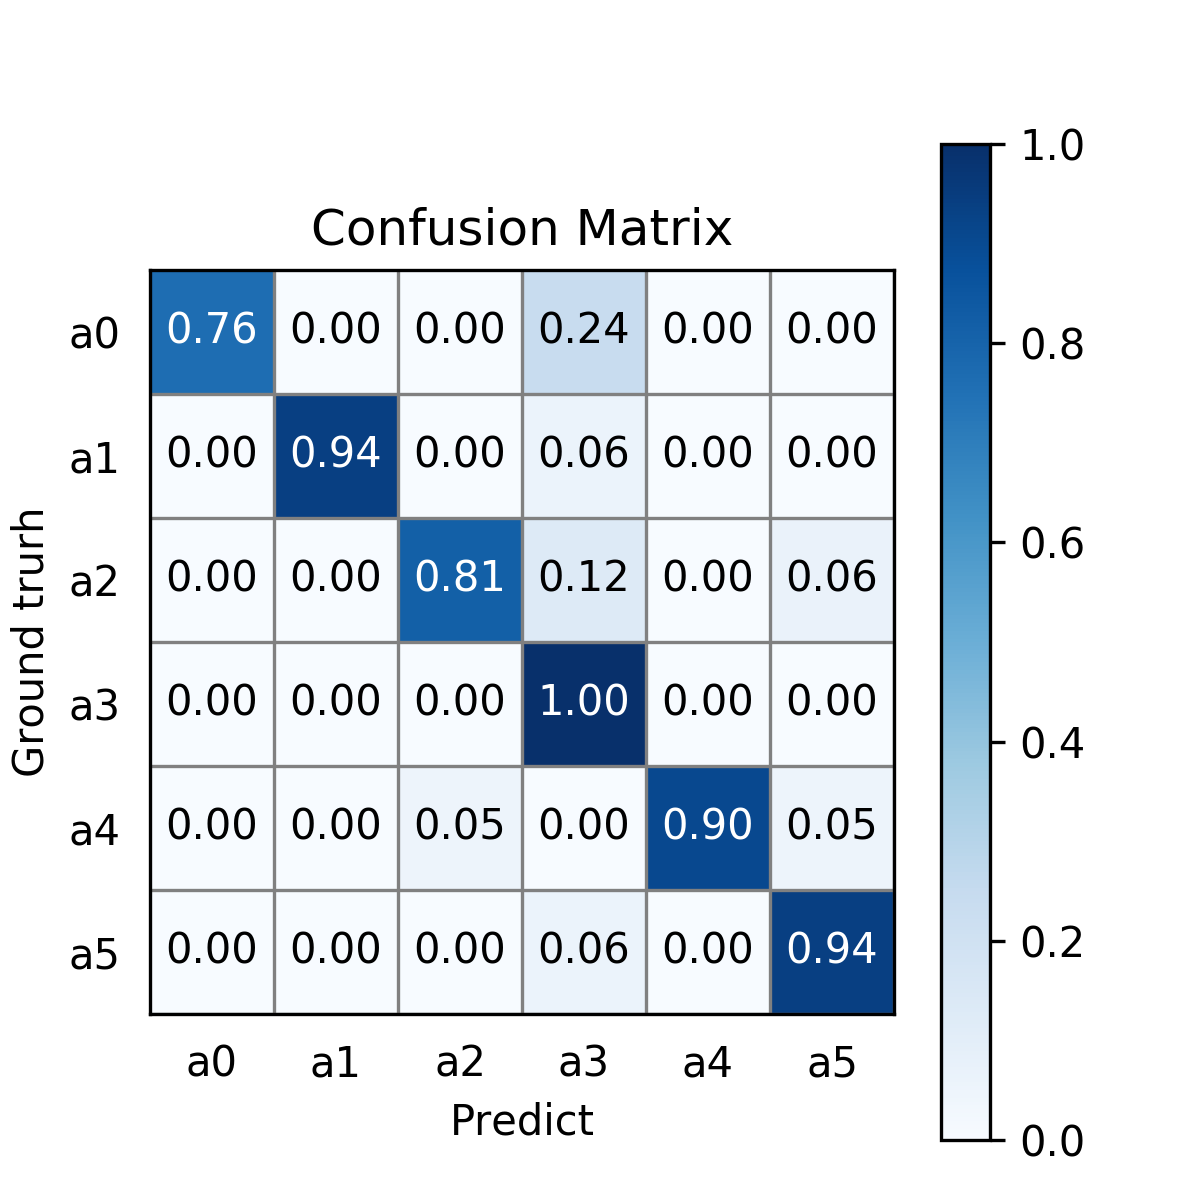 Confusion Matrix
a0 0.76 0.00 0.00 0.24 0.00 0.00
a1 0.00 0.94 0.00 0.06 0.00 0.00
a2 0.00 0.00 0.81 0.12 0.00 0.06
a3 0.00 0.00 0.00 1.00 0.00 0.00
a4 0.00 0.00 0.05 0.00 0.90 0.05
a5 0.00 0.00 0.00 0.06 0.00 0.94
a0 a1 a2 a3 a4 a5
Predict
Ground trurh
1.0
0.8
0.6
0.4
0.2
0.0